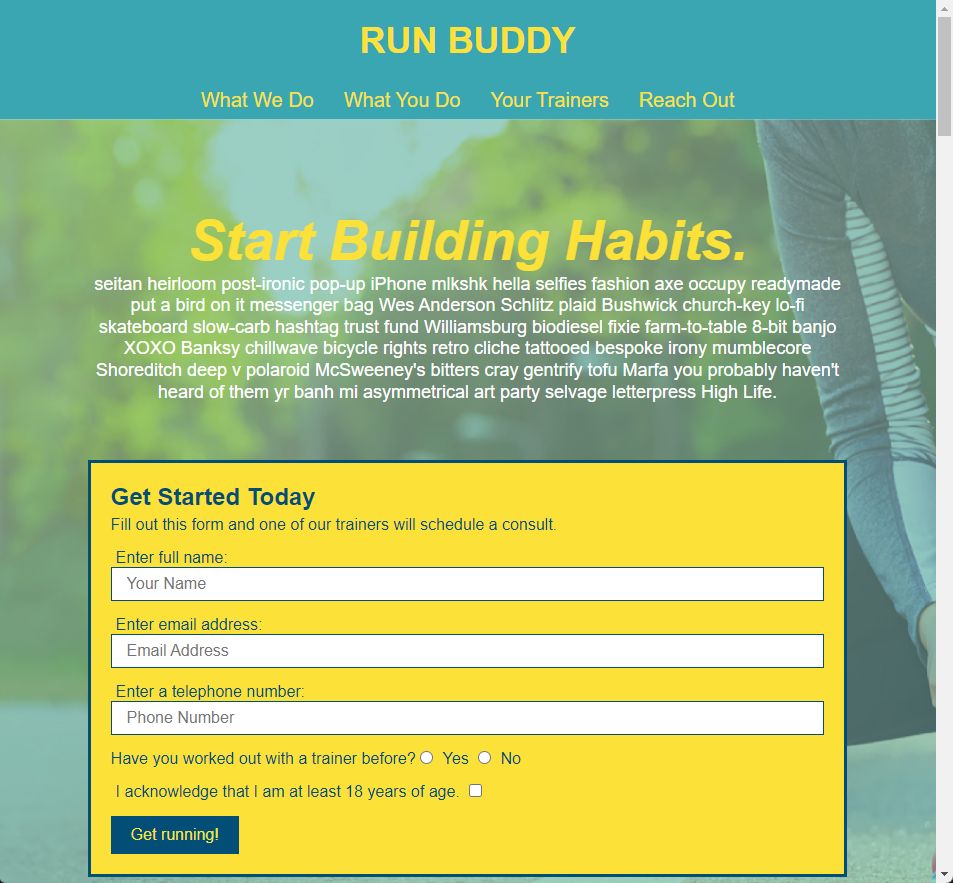 RUN BUDDY
What We Do What You Do Your Trainers Reach Out
Start Building Habits.
seitan heirloom post-ironic pop-up iPhone mlkshk hella selfies fashion axe occupy readymade
put a bird on it messenger bag Wes Anderson Schlitz plaid Bushwick church-key lo-fi
skateboard slow-carb hashtag trust fund Williamsburg biodiesel fixie farm-to-table 8-bit banjo
XOXO Banksy chillwave bicycle rights retro cliche tattooed bespoke irony mumblecore
Shoreditch deep v polaroid McSweeney's bitters cray gentrify tofu Marfa you probably haven't
heard of them yr banh mi asymmetrical art party selvage letterpress High Life.
Get Started Today
Fill out this form and one of our trainers will schedule a consult.
Enter full name:
Your Name
Enter email address:
Email Address
Enter a telephone number:
Phone Number
Have you worked out with a trainer before? Yes No
I acknowledge that I am at least 18 years of age.
Get running!